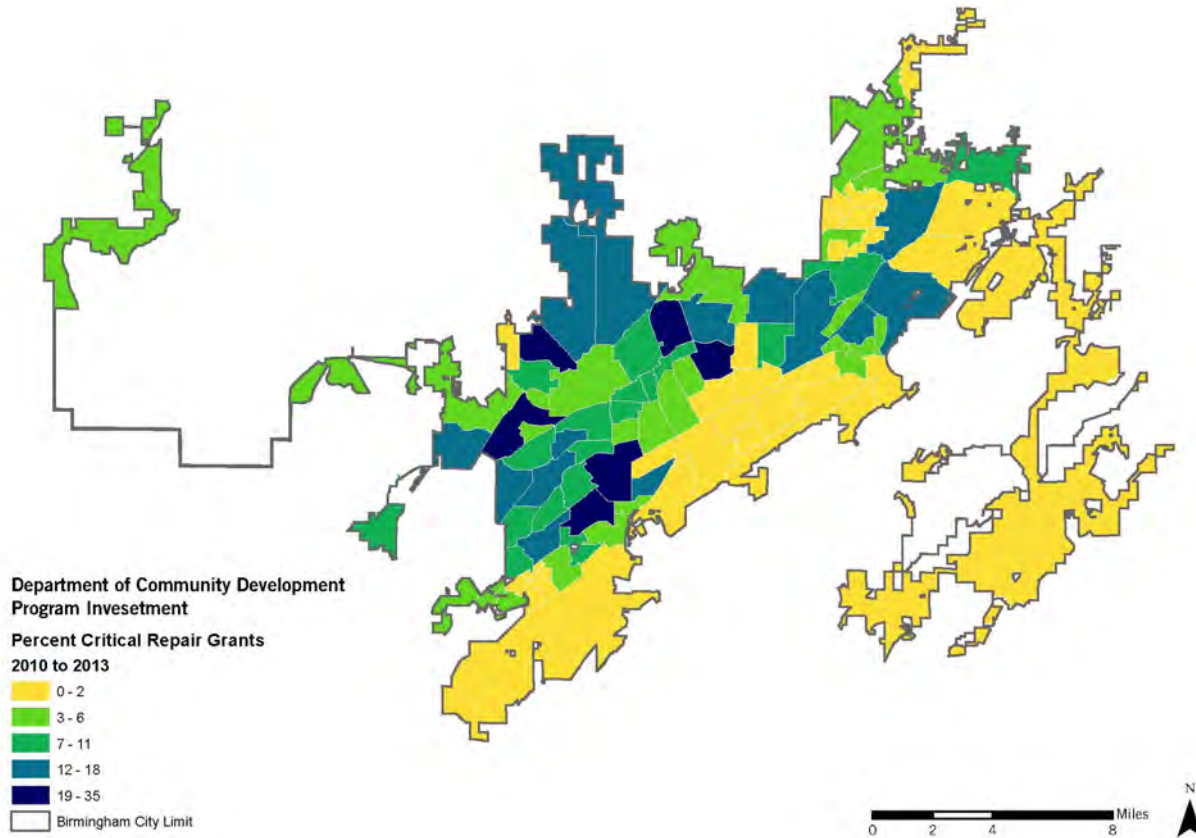 Department of Community Development
Program Invesetment
Percent Critical Repair Grants
2010 to 2013
0 - 2
3 - 6
7 - 11
12 - 18
19 - 35
Birmingham City Limit
Miles
0 2 4 8
N